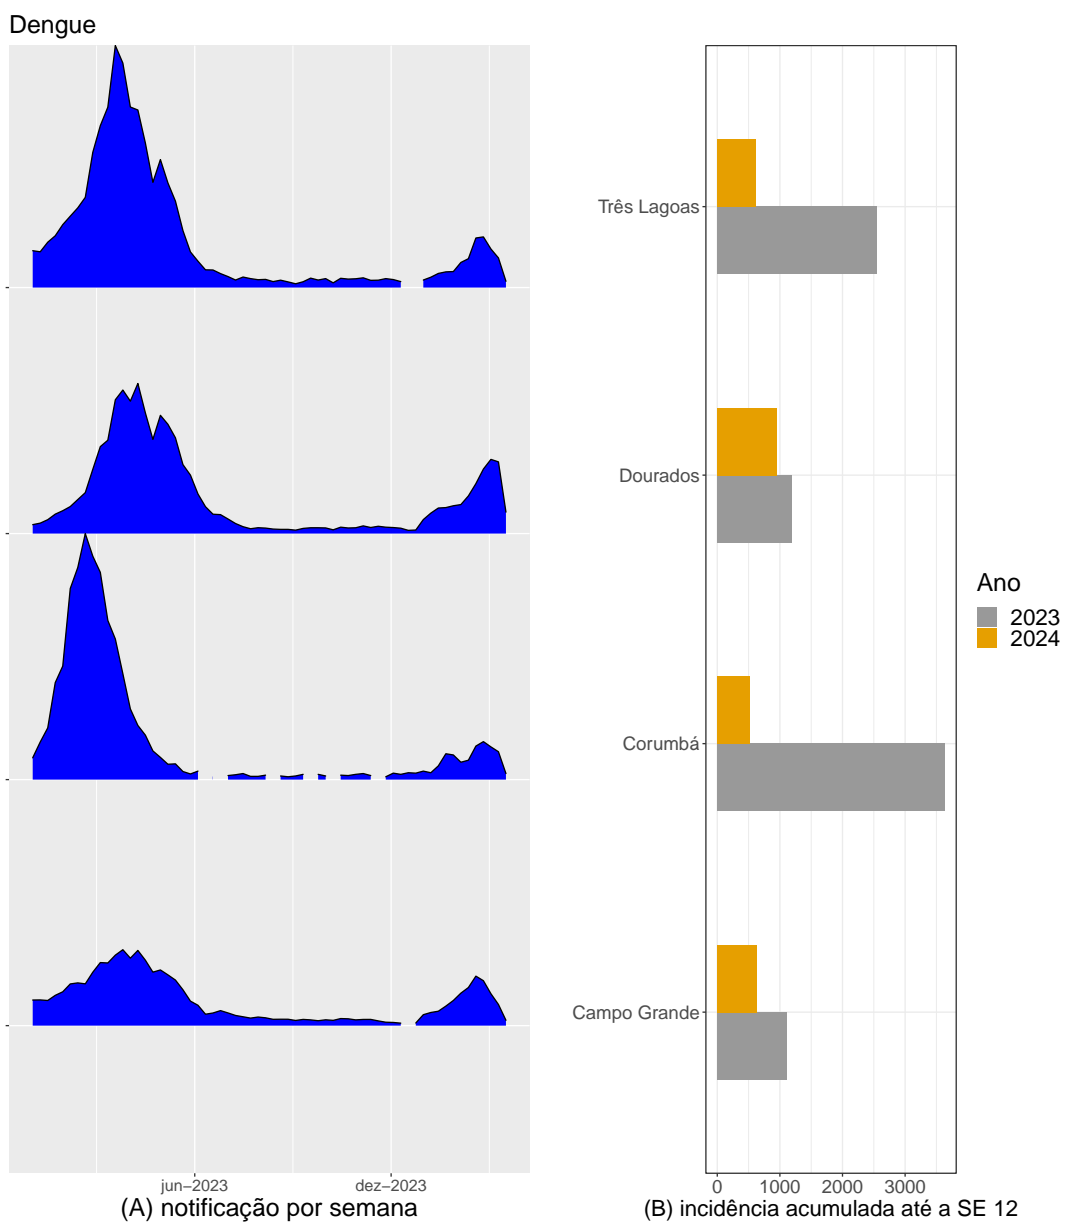 Dengue
Três Lagoas
Dourados
Corumbá
Campo Grande
Ano
2023
2024
jun–2023 dez–2023
0 1000 2000 3000
(A) notificação por semana
(B) incidência acumulada até a SE 12